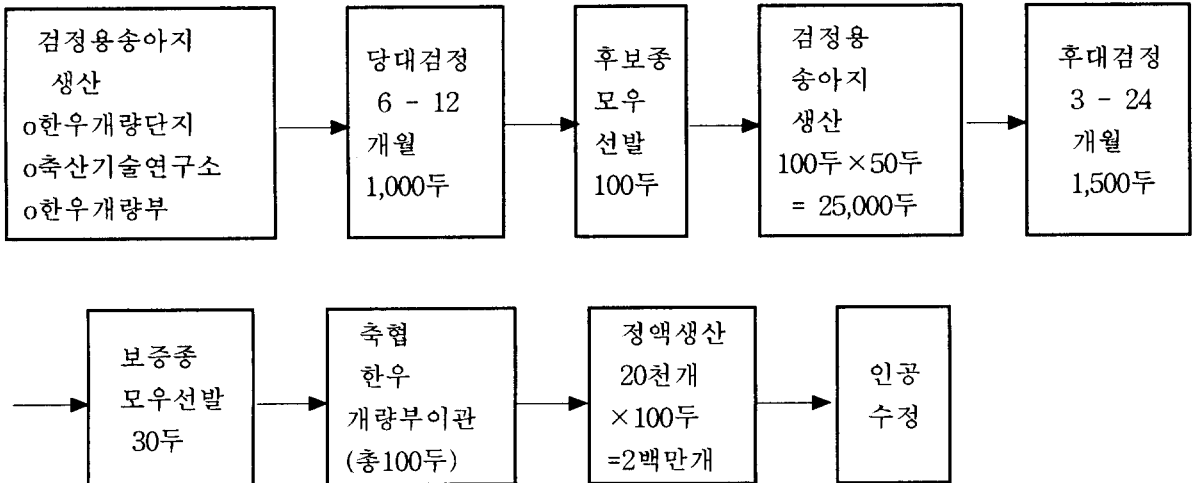 검정용송아지
생산
o한우개량단지
o축산기술연구소
o한우개량부
당대검정
6 - 12
개월
1,000두
후보종
모우
선발
100두
검정용
송아지
생산
100두×50두
= 25,000두
후대검정
3 - 24
개월
1,500두
보증종
모우선발
30두
축협
한우
개량부이관
(총100두)
정액생산
20천개
×100두
=2백만개
인공
수정